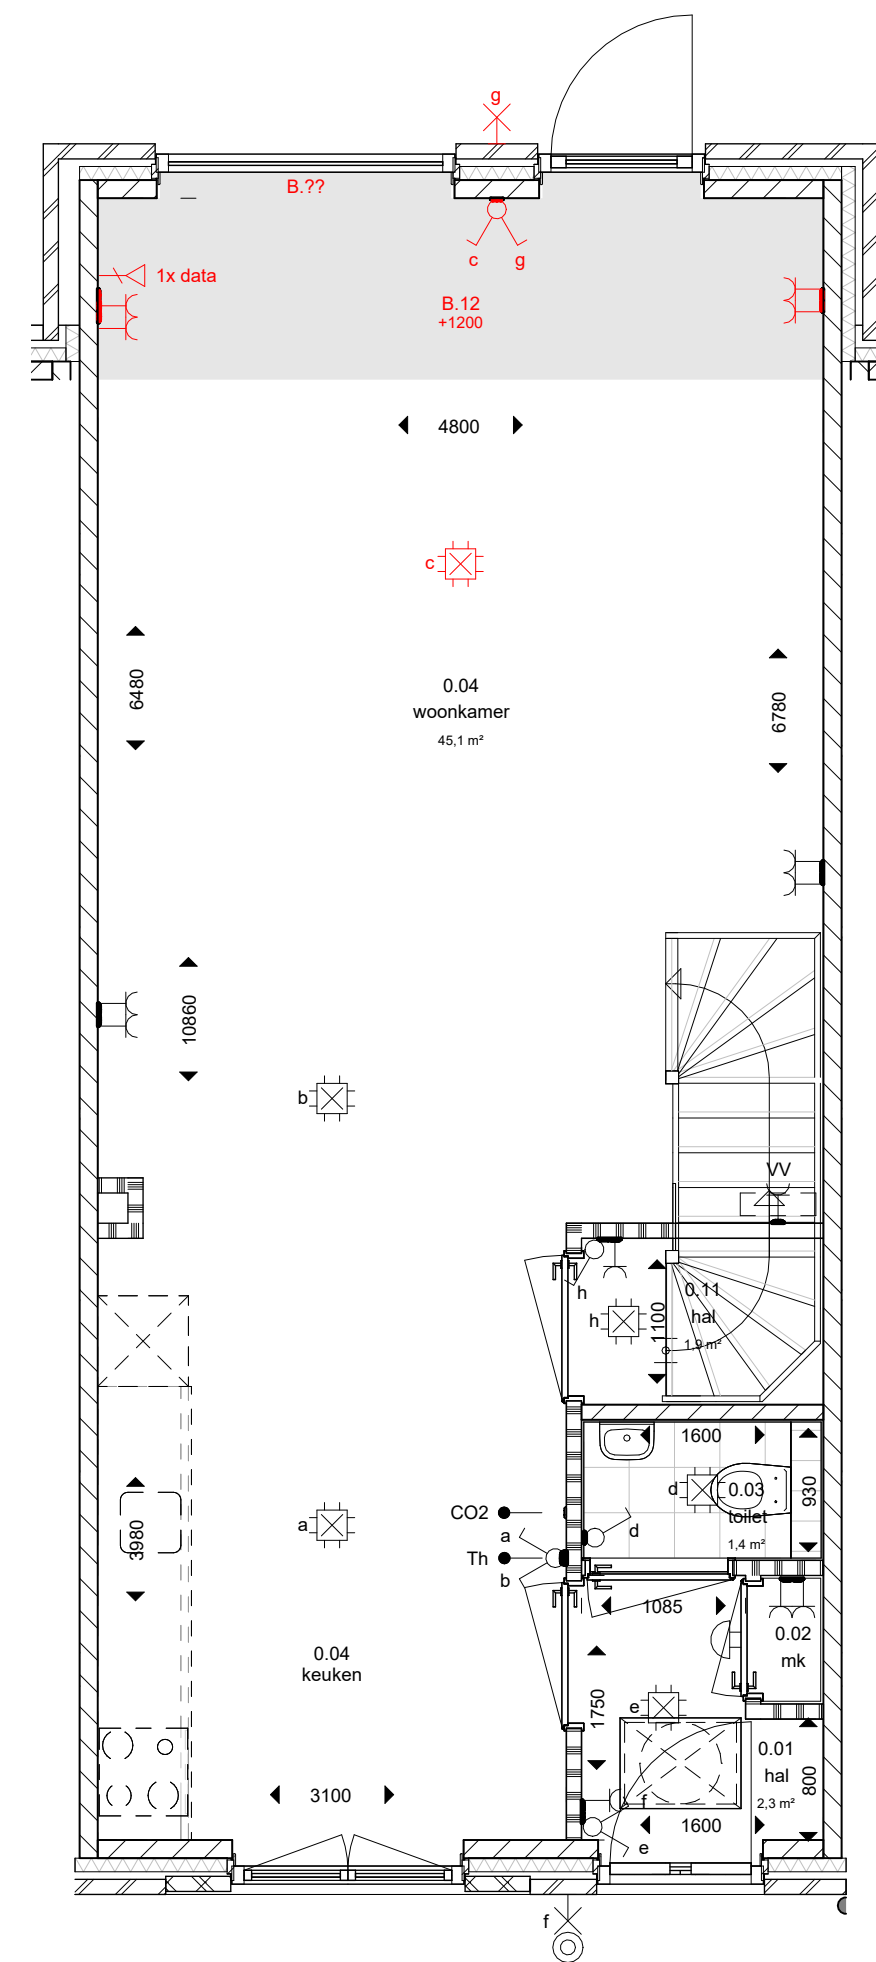 g
B.??
c
g
1x data
B.12
+1200
4800
c
6480
0.04
woonkamer
45,1 m²
6780
10860
b
VV
h
0.11
hal
1,9 m²
h
1100
1600
d
0.03
toilet
1,4 m²
930
CO2
a
d
a
3980
Th
b
1085
0.02
mk
0.04
keuken
1750
e
0.01
hal
2,3 m²
800
3100
f
1600
e
f